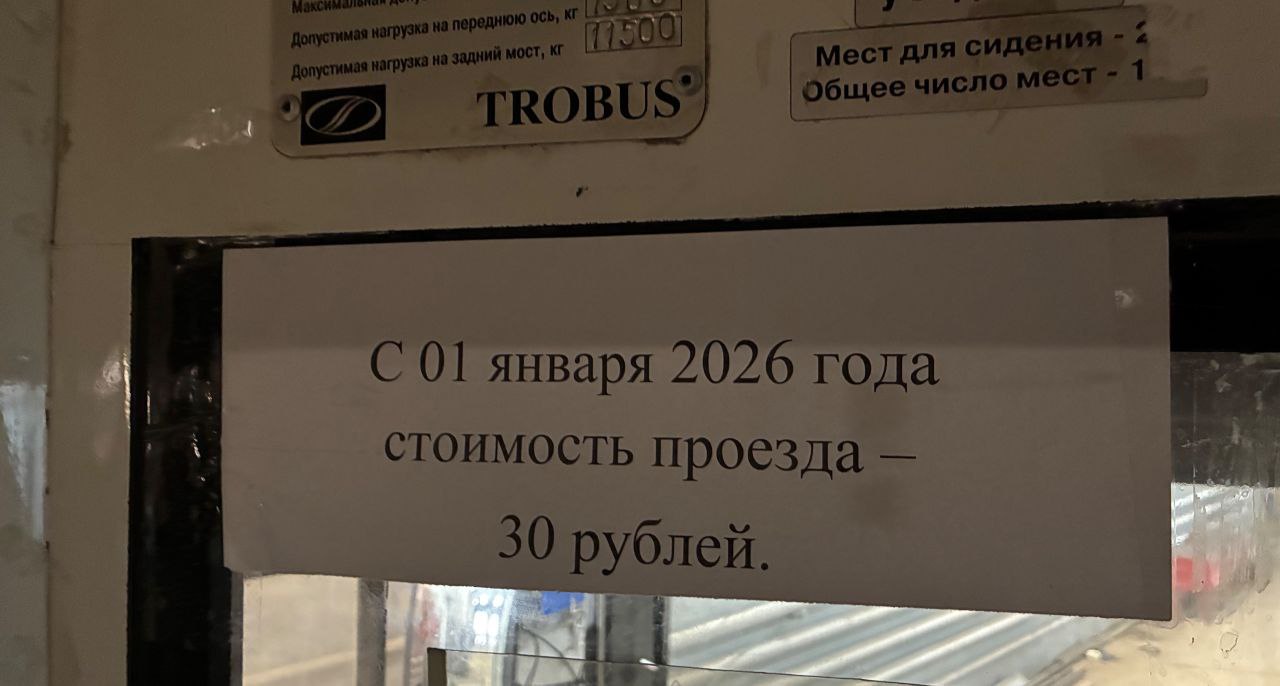 Допустимая нагрузка на переднюю ось, кг
Допустимая нагрузка на задний мост, кг 11500
TROBUS
Мест для сидения -
Общее число мест - 1
С 01 января 2026 года
стоимость проезда –
30 рублей.